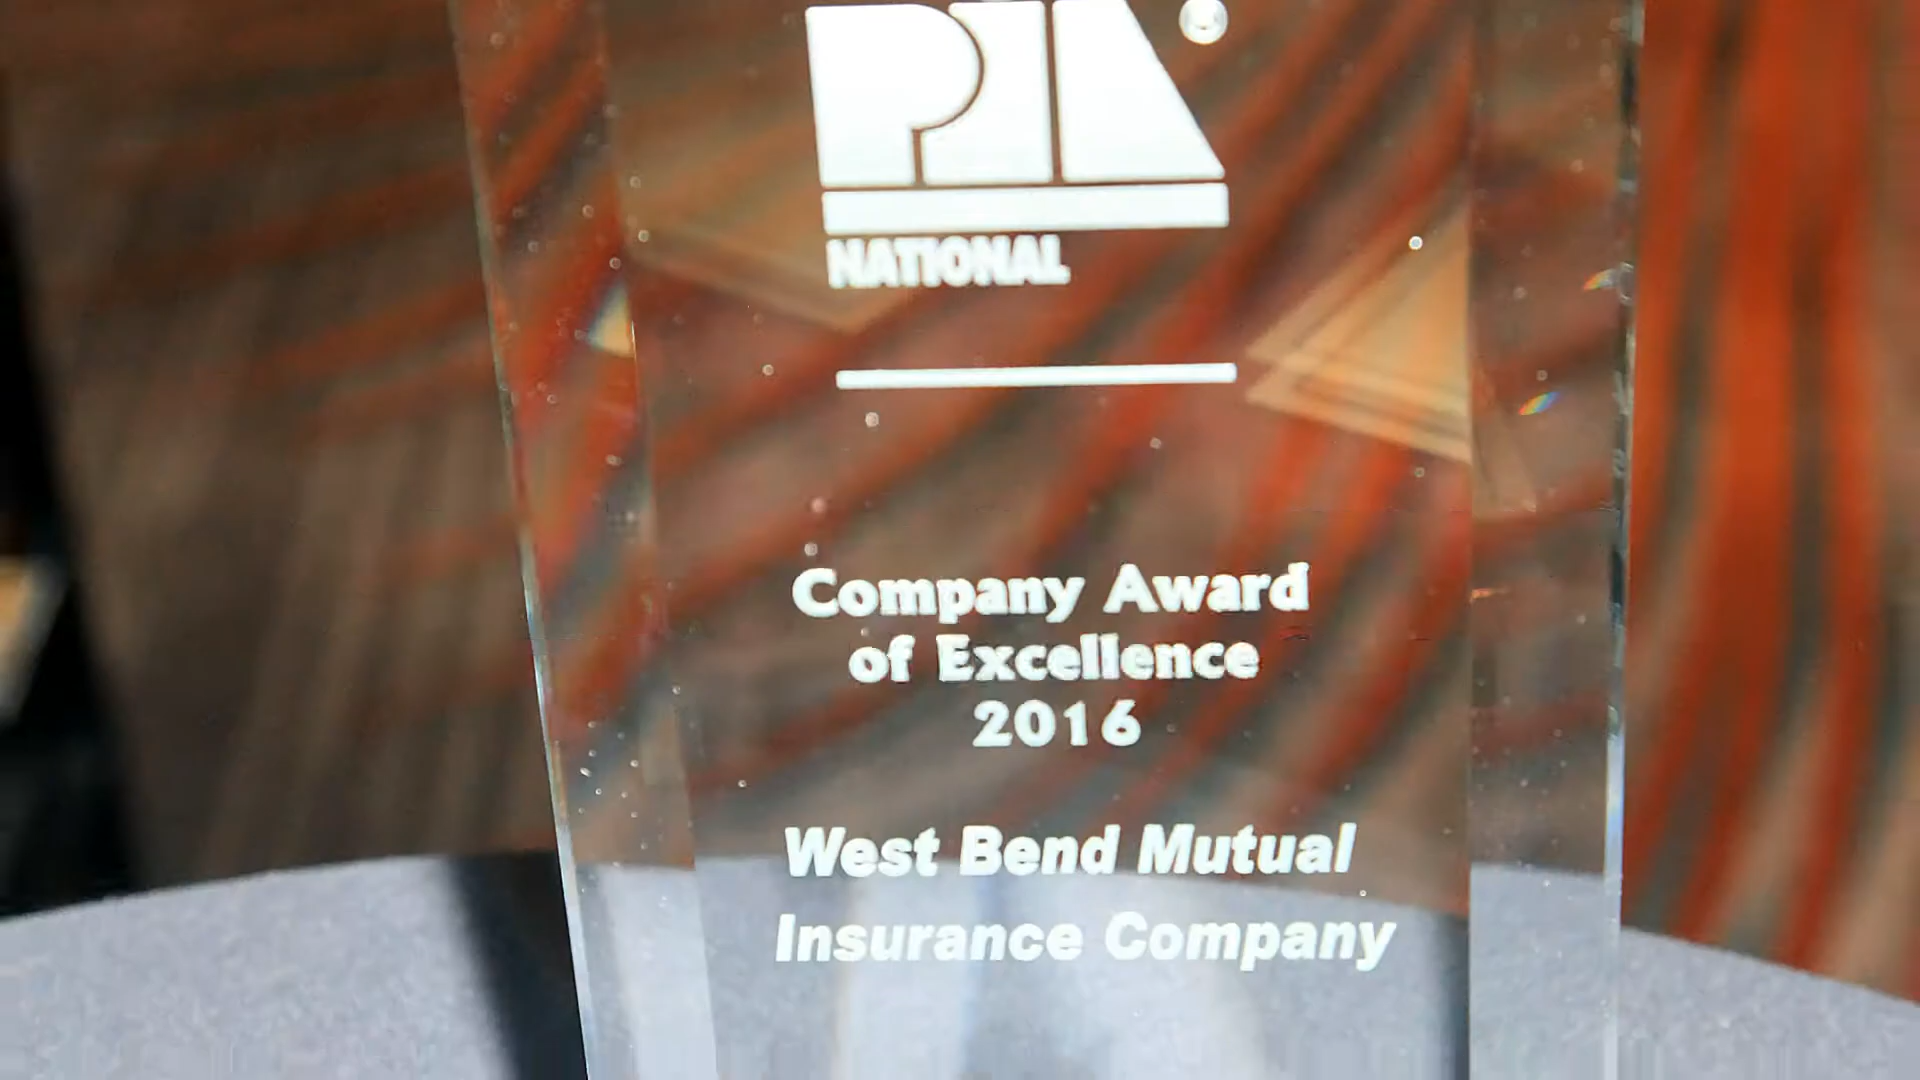 PIA®
NATIONAL
Company Award
of Excellence
2016
West Bend Mutual
Insurance Company